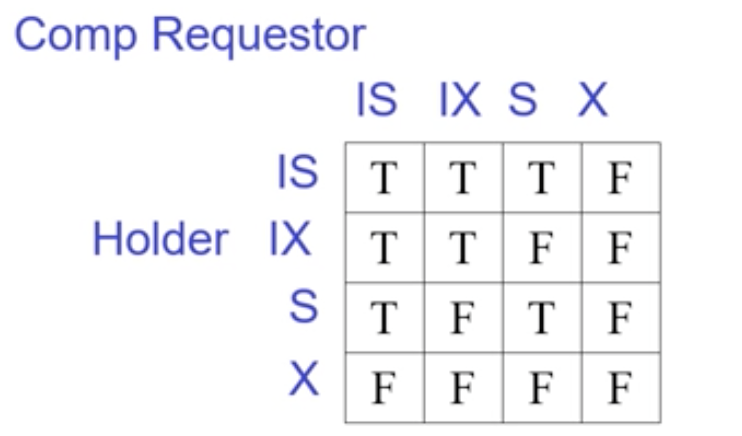 Comp Requestor
IS IX S X
IS T T T F
Holder IX T T F F
S T F T F
X F F F F